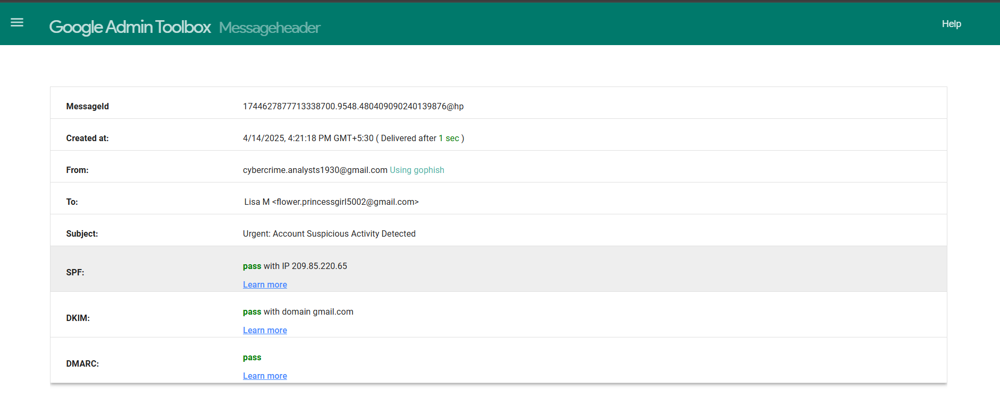 Google Admin Toolbox Messageheader Help
MessageId 1744627877713338700.9548.480409090240139876@hp
Created at: 4/14/2025, 4:21:18 PM GMT+5:30 ( Delivered after 1 sec )
From: cybercrime.analysts1930@gmail.com Using gophish
To: Lisa M <flower.princessgirl5002@gmail.com>
Subject: Urgent: Account Suspicious Activity Detected
SPF: pass with IP 209.85.220.65
Learn more
DKIM: pass with domain gmail.com
Learn more
DMARC: pass
Learn more